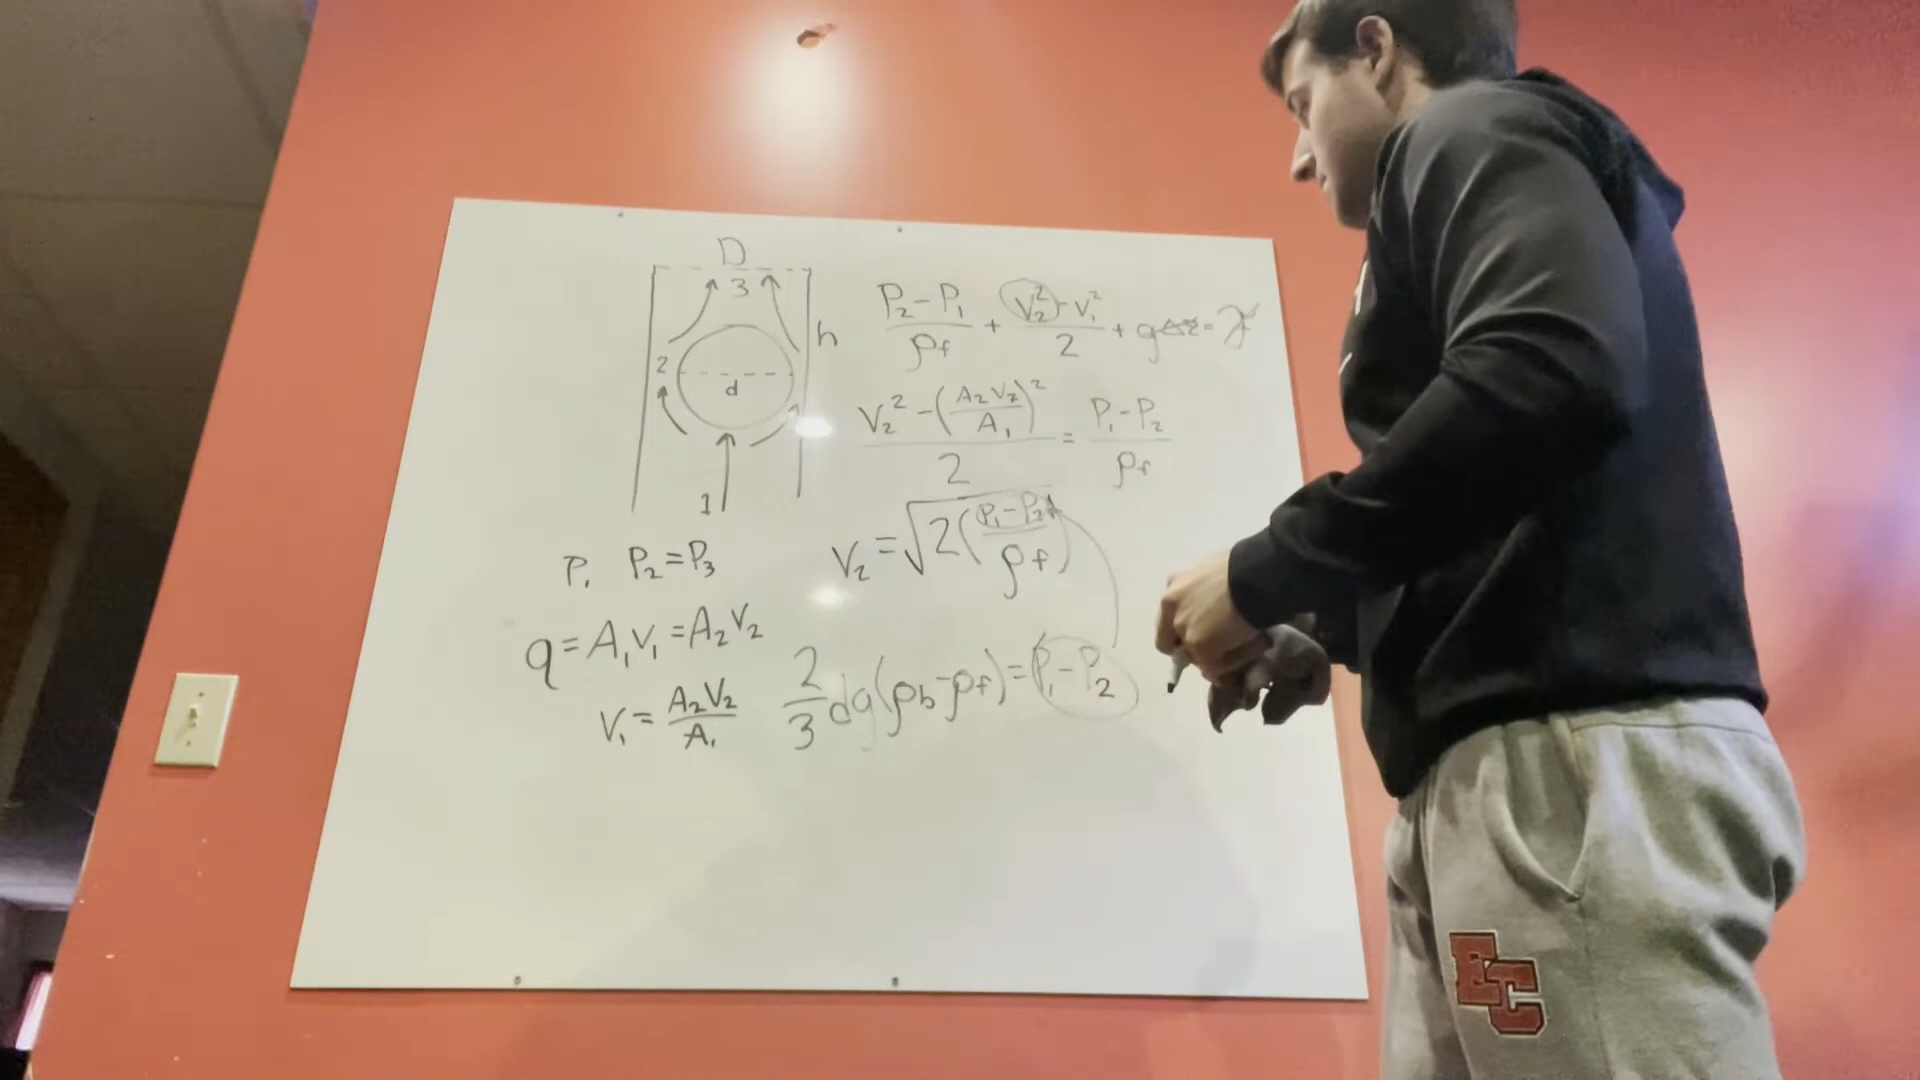 D
3
h
2
d
1
P₁ P₂=P₃
q=A₁V₁=A₂V₂
V₁=A₂V₂/A₁
(P₂-P₁)/ρf + (V₂²-V₁²)/2 + gΔz=
(V₂²-(A₂V₂/A₁)²)/2 = (P₁-P₂)/ρf
V₂=√2((P₁-P₂)/ρf)
2/3 dg(ρb-ρf)=P₁-P₂
EC